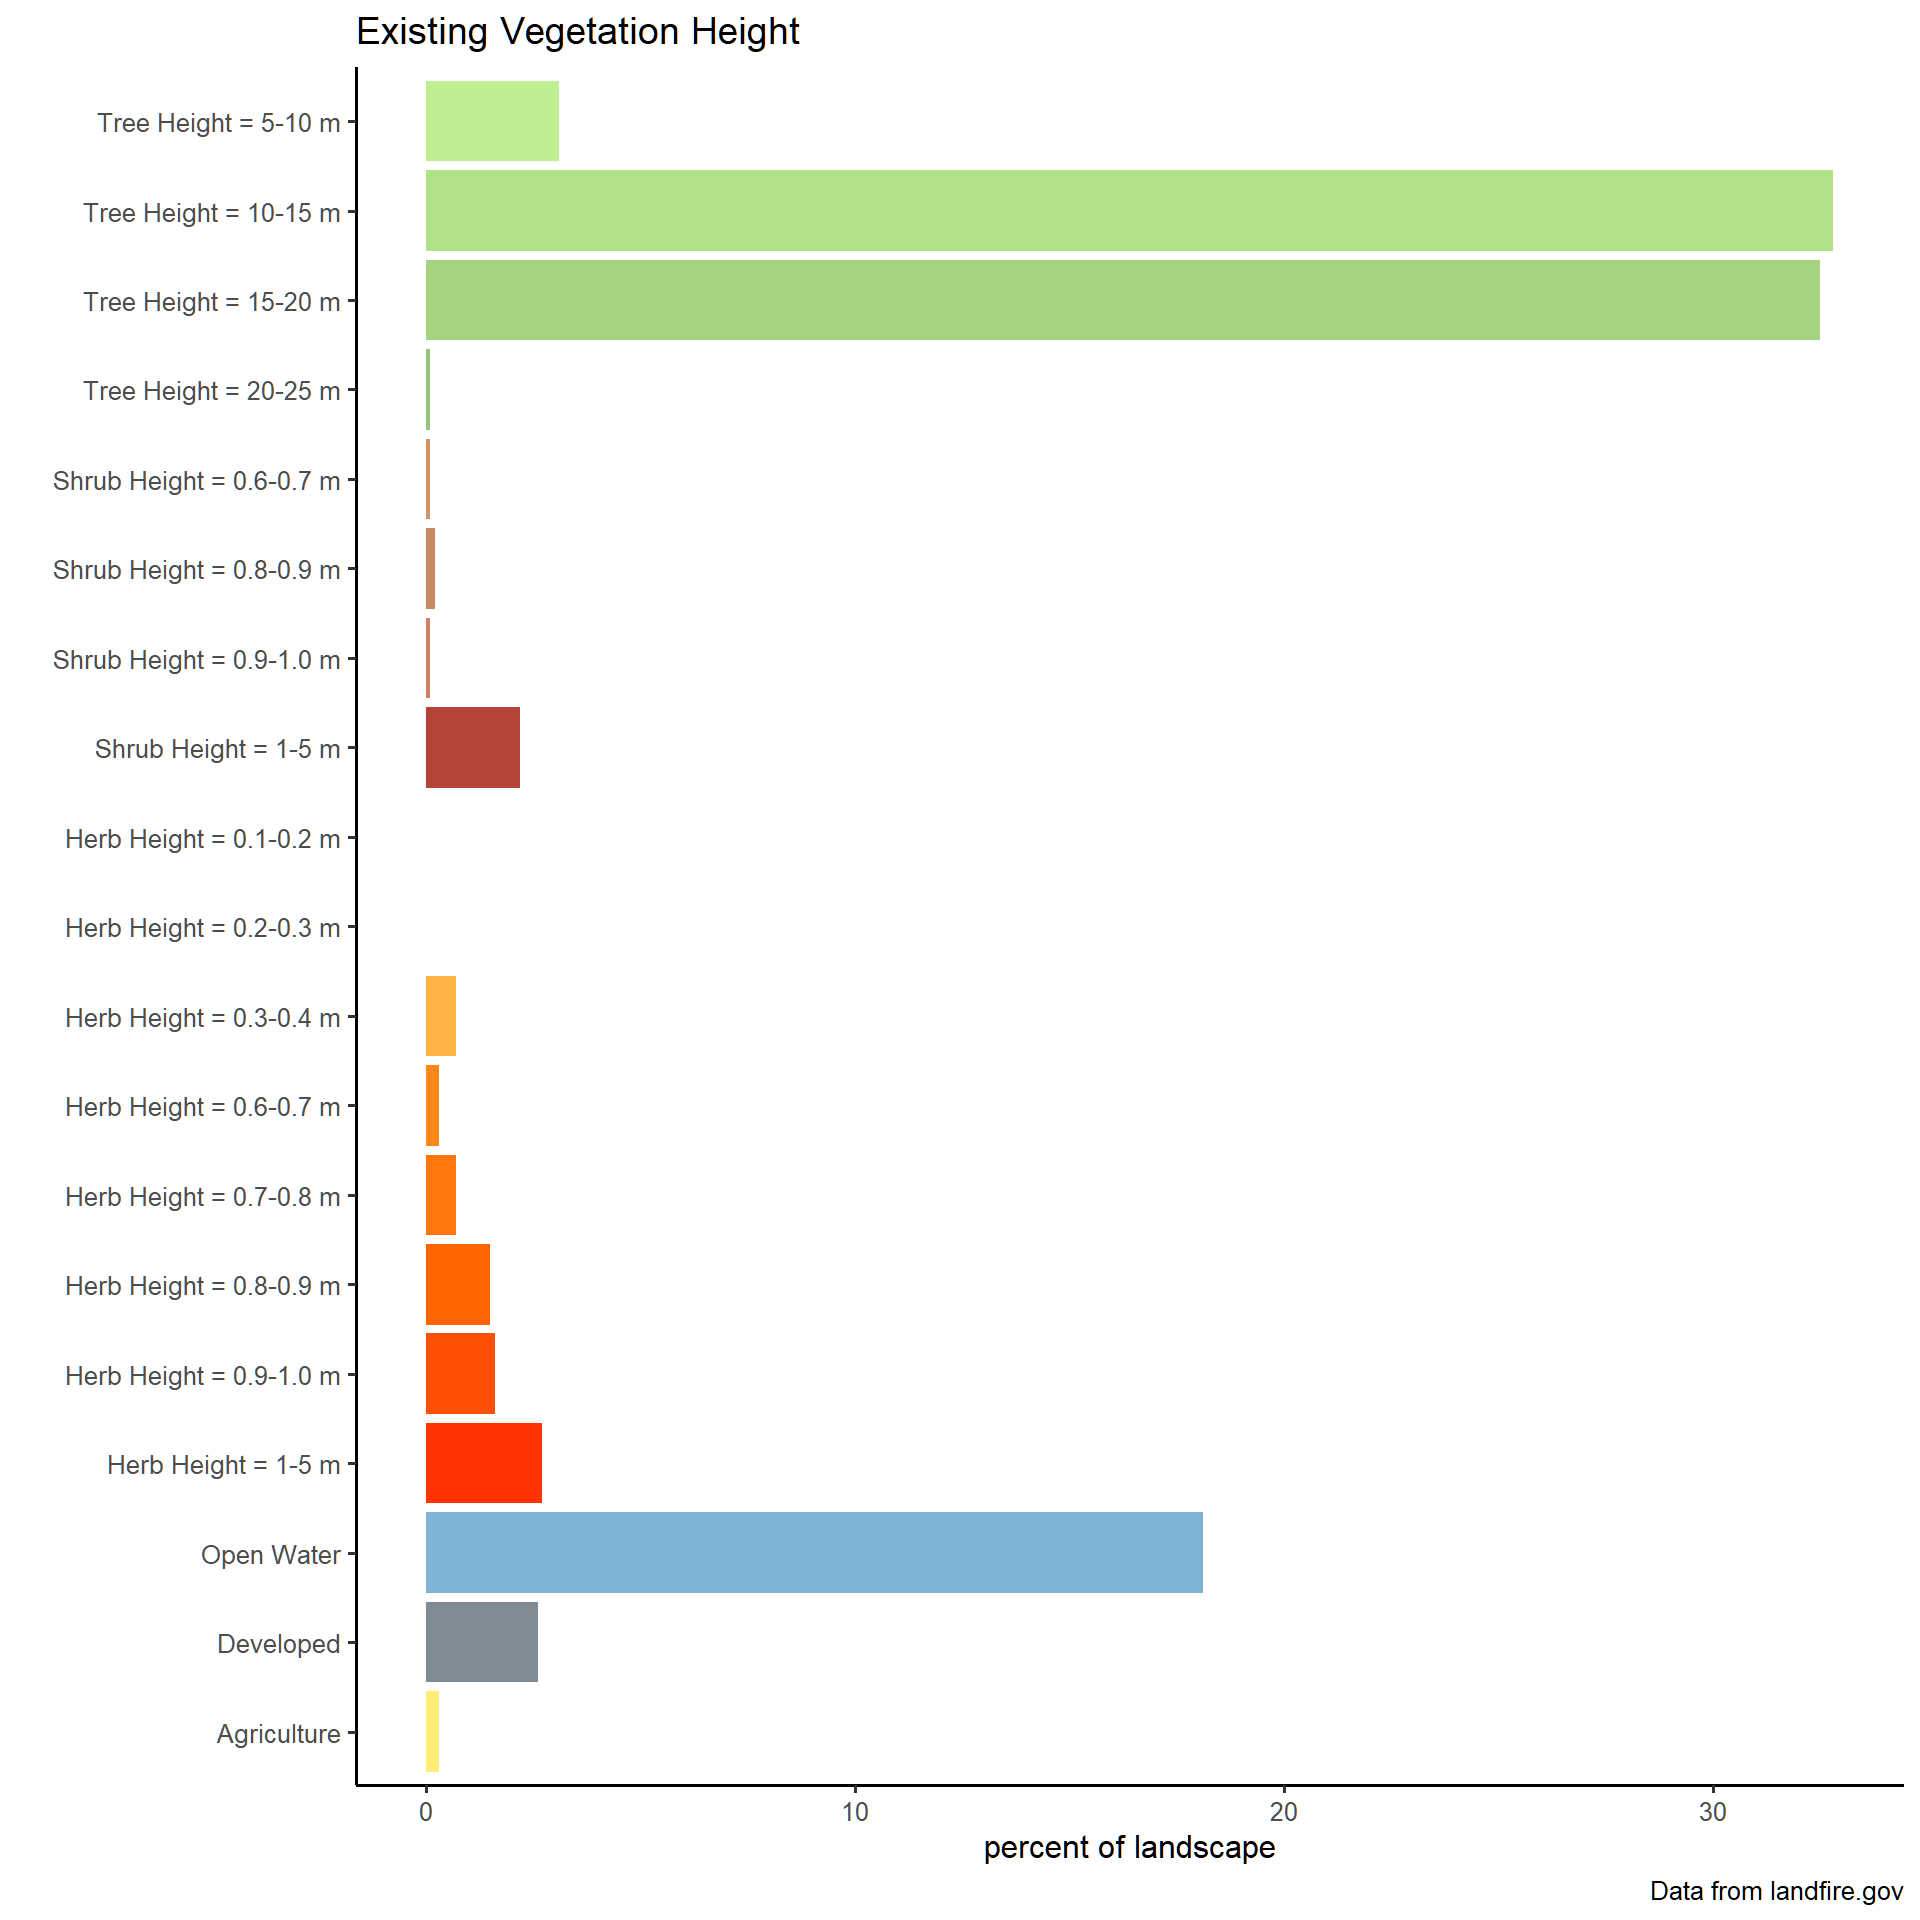 Existing Vegetation Height
Tree Height = 5-10 m
Tree Height = 10-15 m
Tree Height = 15-20 m
Tree Height = 20-25 m
Shrub Height = 0.6-0.7 m
Shrub Height = 0.8-0.9 m
Shrub Height = 0.9-1.0 m
Shrub Height = 1-5 m
Herb Height = 0.1-0.2 m
Herb Height = 0.2-0.3 m
Herb Height = 0.3-0.4 m
Herb Height = 0.6-0.7 m
Herb Height = 0.7-0.8 m
Herb Height = 0.8-0.9 m
Herb Height = 0.9-1.0 m
Herb Height = 1-5 m
Open Water
Developed
Agriculture
0 10 20 30
percent of landscape
Data from landfire.gov